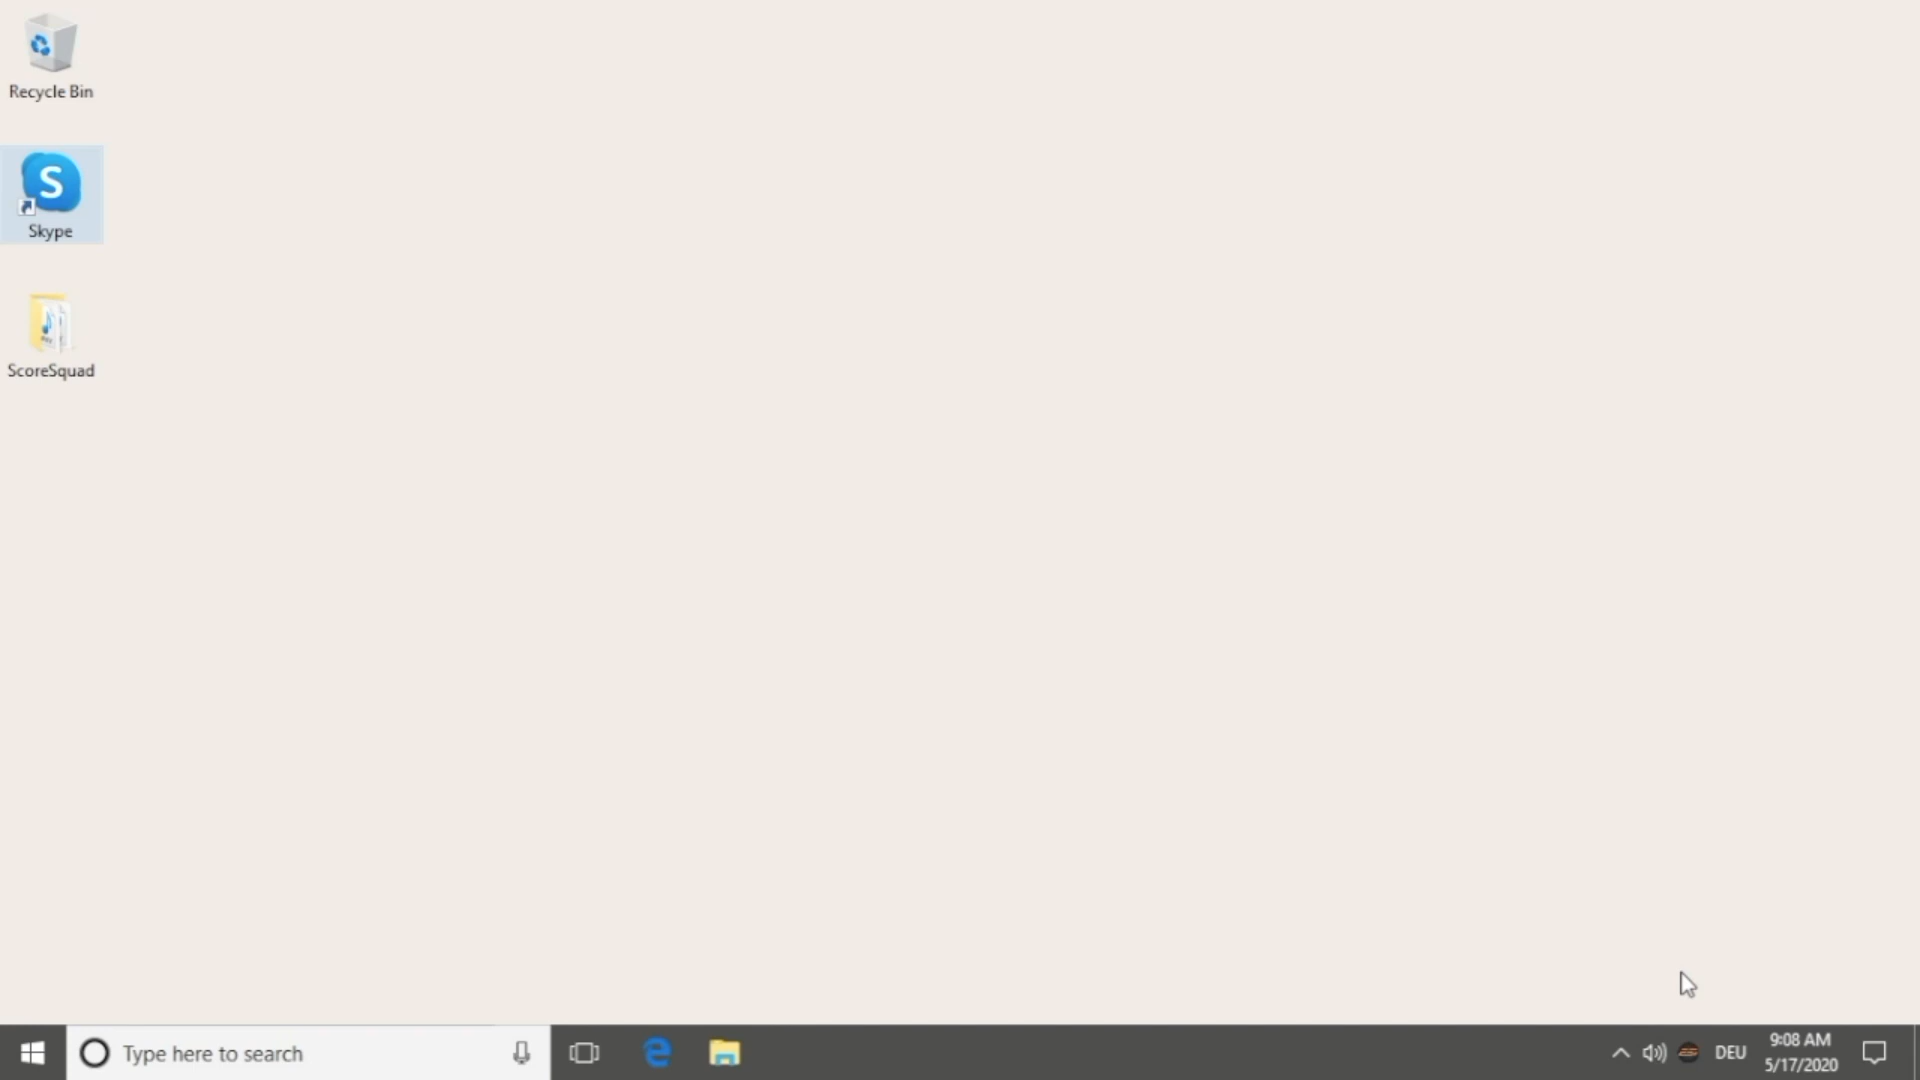 Recycle Bin
S
Skype
ScoreSquad
Type here to search
DEU
9:08 AM
5/17/2020